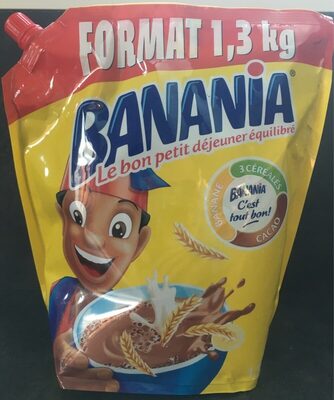 FORMAT 1,3 kg
BANANIA®
Le bon petit déjeuner équilibré
BANANE
3 CÉRÉALES
CACAO
BANANIA
C'est
tout bon!